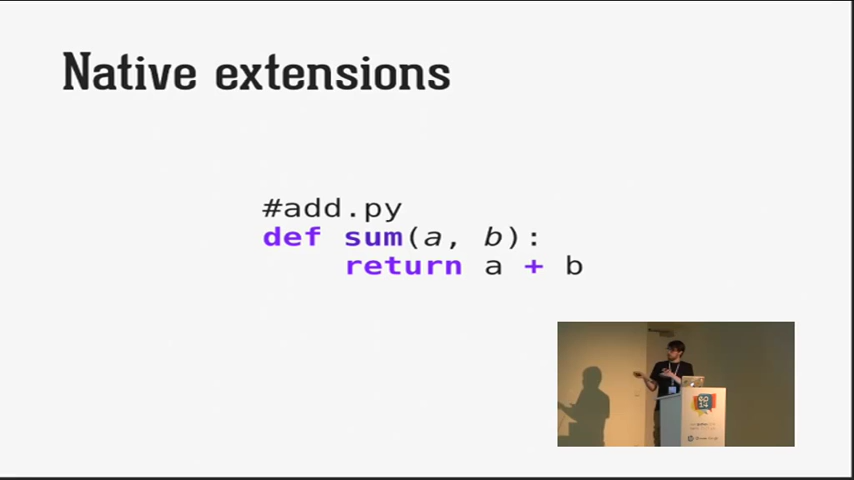 Native extensions
#add.py
def sum(a, b):
    return a + b